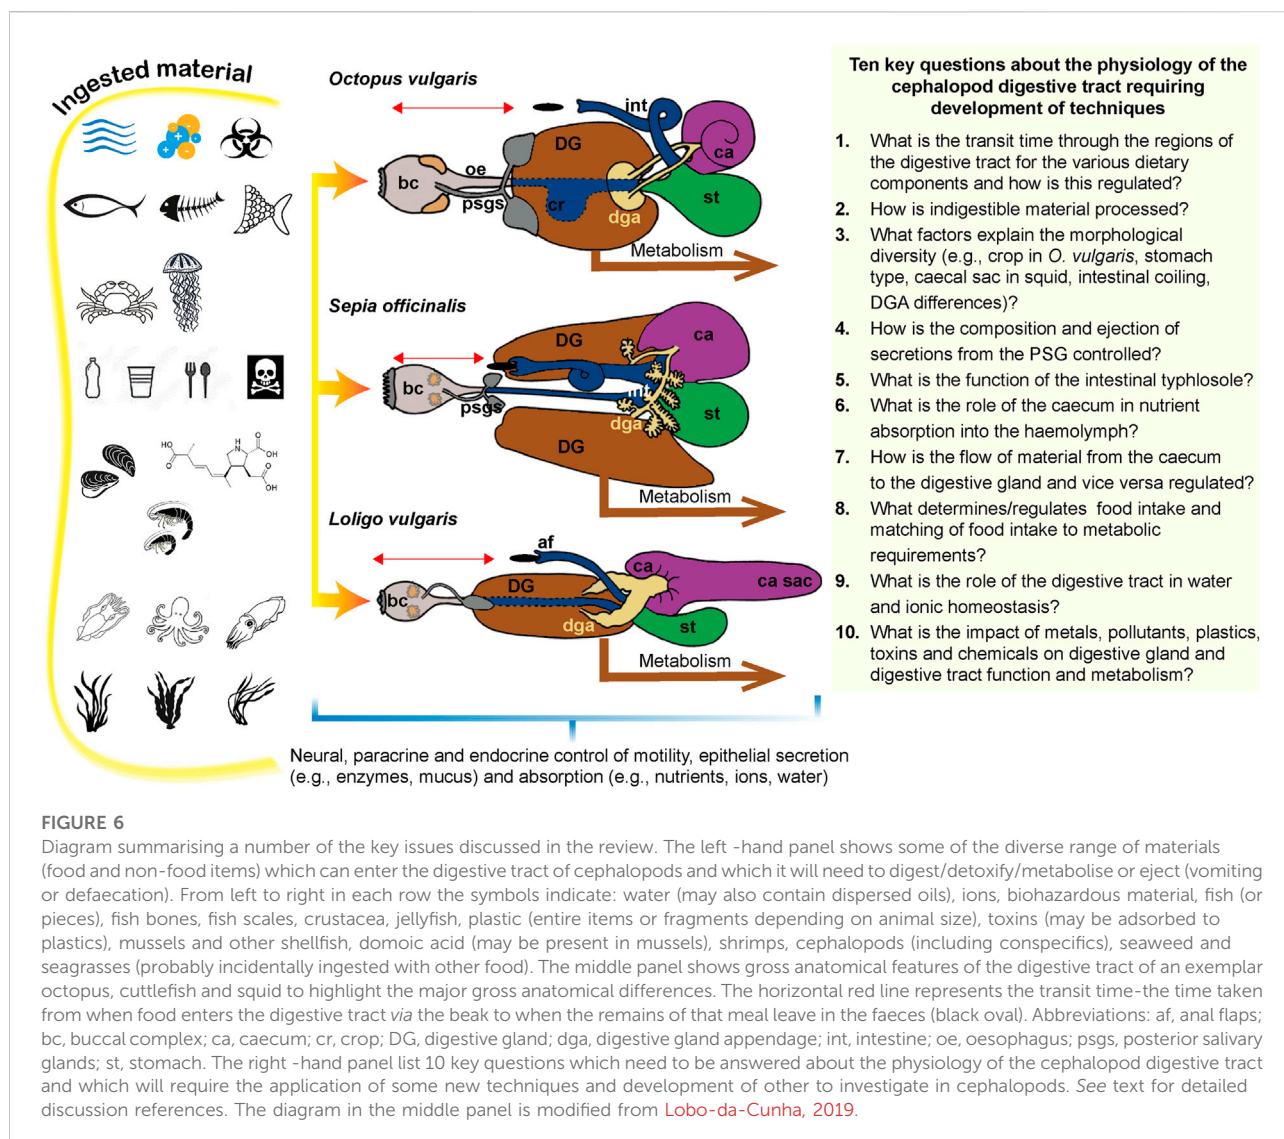 Ingested material
HO
O
H
N
O
OH
O
OH
Octopus vulgaris
bc
oe
psgs
DG
cr
int
dga
ca
st
Metabolism
Sepia officinalis
bc
psgs
DG
DG
int
dga
ca
st
Metabolism
Loligo vulgaris
bc
af
DG
dga
ca
ca sac
st
Metabolism
Neural, paracrine and endocrine control of motility, epithelial secretion
(e.g., enzymes, mucus) and absorption (e.g., nutrients, ions, water)
Ten key questions about the physiology of the
cephalopod digestive tract requiring
development of techniques
1. What is the transit time through the regions of
the digestive tract for the various dietary
components and how is this regulated?
2. How is indigestible material processed?
3. What factors explain the morphological
diversity (e.g., crop in O. vulgaris, stomach
type, caecal sac in squid, intestinal coiling,
DGA differences)?
4. How is the composition and ejection of
secretions from the PSG controlled?
5. What is the function of the intestinal typhlosole?
6. What is the role of the caecum in nutrient
absorption into the haemolymph?
7. How is the flow of material from the caecum
to the digestive gland and vice versa regulated?
8. What determines/regulates food intake and
matching of food intake to metabolic
requirements?
9. What is the role of the digestive tract in water
and ionic homeostasis?
10. What is the impact of metals, pollutants, plastics,
toxins and chemicals on digestive gland and
digestive tract function and metabolism?
FIGURE 6
Diagram summarising a number of the key issues discussed in the review. The left -hand panel shows some of the diverse range of materials
(food and non-food items) which can enter the digestive tract of cephalopods and which it will need to digest/detoxify/metabolise or eject (vomiting
or defaecation). From left to right in each row the symbols indicate: water (may also contain dispersed oils), ions, biohazardous material, fish (or
pieces), fish bones, fish scales, crustacea, jellyfish, plastic (entire items or fragments depending on animal size), toxins (may be adsorbed to
plastics), mussels and other shellfish, domoic acid (may be present in mussels), shrimps, cephalopods (including conspecifics), seaweed and
seagrasses (probably incidentally ingested with other food). The middle panel shows gross anatomical features of the digestive tract of an exemplar
octopus, cuttlefish and squid to highlight the major gross anatomical differences. The horizontal red line represents the transit time-the time taken
from when food enters the digestive tract via the beak to when the remains of that meal leave in the faeces (black oval). Abbreviations: af, anal flaps;
bc, buccal complex; ca, caecum; cr, crop; DG, digestive gland; dga, digestive gland appendage; int, intestine; oe, oesophagus; psgs, posterior salivary
glands; st, stomach. The right -hand panel list 10 key questions which need to be answered about the physiology of the cephalopod digestive tract
and which will require the application of some new techniques and development of other to investigate in cephalopods. See text for detailed
discussion references. The diagram in the middle panel is modified from Lobo-da-Cunha, 2019.